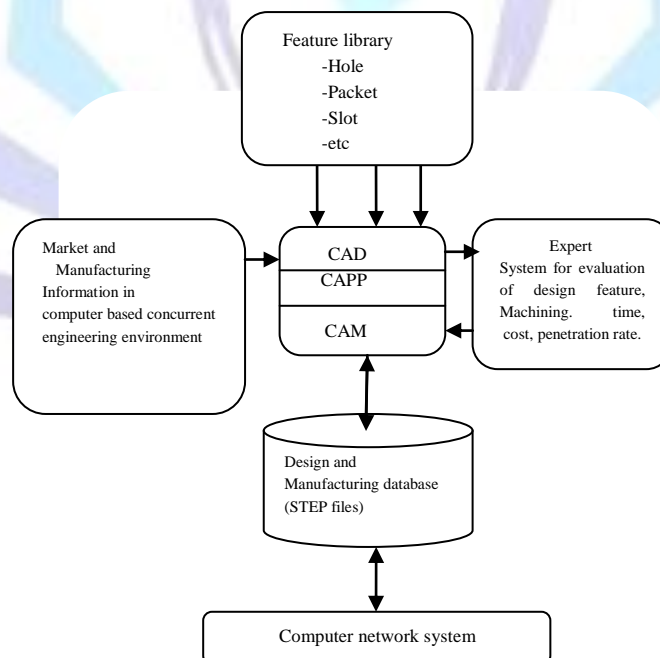 Feature library
-Hole
-Packet
-Slot
-etc
Market and
Manufacturing
Information in
computer based concurrent
engineering environment
CAD
CAPP
CAM
Expert
System for evaluation
of design feature,
Machining. time,
cost, penetration rate.
Design and
Manufacturing database
(STEP files)
Computer network system